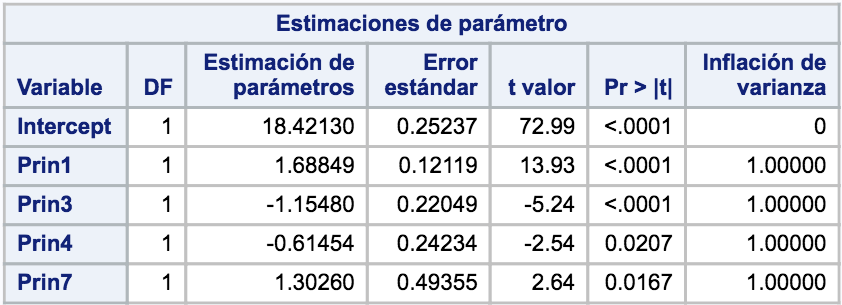 Estimaciones de parámetro
Variable DF Estimación de parámetros Error estándar t valor Pr > |t| Inflación de varianza
Intercept 1 18.42130 0.25237 72.99 <.0001 0
Prin1 1 1.68849 0.12119 13.93 <.0001 1.00000
Prin3 1 -1.15480 0.22049 -5.24 <.0001 1.00000
Prin4 1 -0.61454 0.24234 -2.54 0.0207 1.00000
Prin7 1 1.30260 0.49355 2.64 0.0167 1.00000